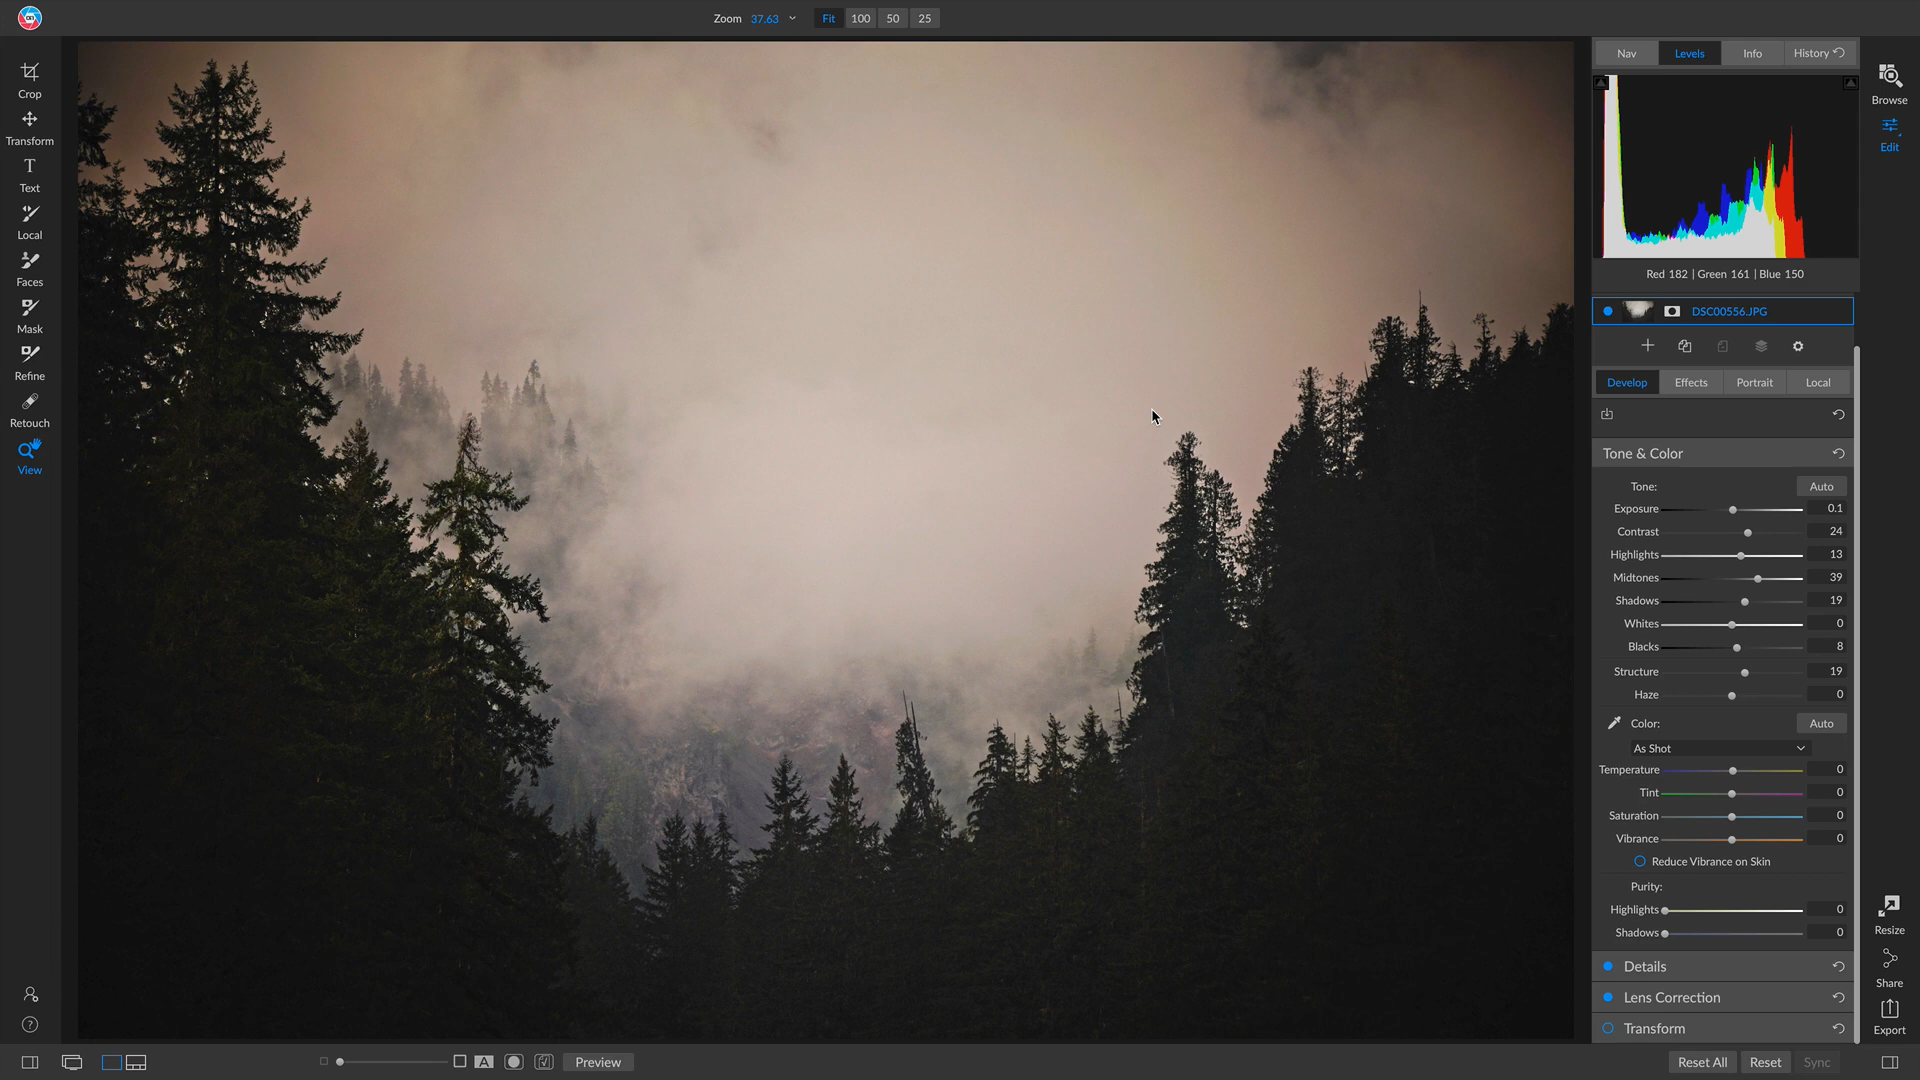 Zoom 37.63 Fit 100 50 25
Crop
Transform
T
Text
Local
Faces
Mask
Refine
Retouch
View
?
Nav Levels Info History
Red 182 | Green 161 | Blue 150
DSC00556.JPG
Develop Effects Portrait Local
Tone & Color
Tone: Auto
Exposure 0.1
Contrast 24
Highlights 13
Midtones 39
Shadows 19
Whites 0
Blacks 8
Structure 19
Haze 0
Color: Auto
As Shot
Temperature 0
Tint 0
Saturation 0
Vibrance 0
Reduce Vibrance on Skin
Purity:
Highlights 0
Shadows 0
Details
Lens Correction
Transform
Browse
Edit
Resize
Share
Export
A Preview
Reset All Reset Sync